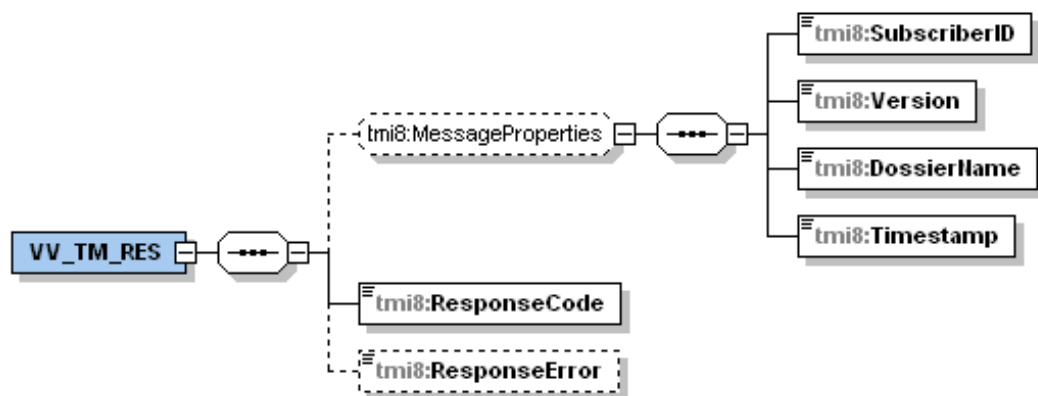 tmi8:SubscriberID
tmi8:Version
tmi8:MessageProperties
tmi8:DossierName
tmi8:Timestamp
VV_TM_RES
tmi8:ResponseCode
tmi8:ResponseError